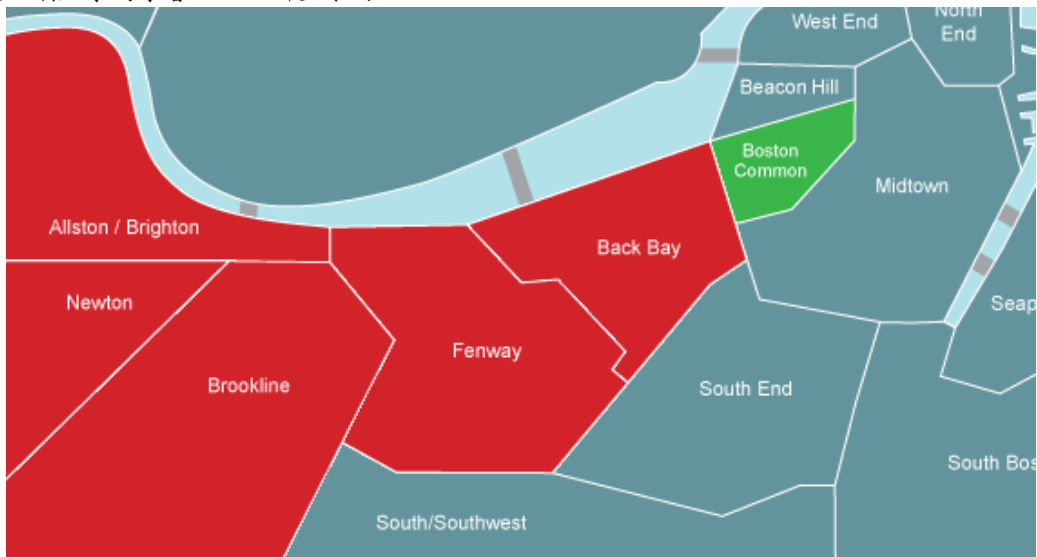 West End
North
End
Beacon Hill
Boston
Common
Midtown
Allston / Brighton
Back Bay
Newton
Seap
Fenway
Brookline
South End
South Bos
South/Southwest